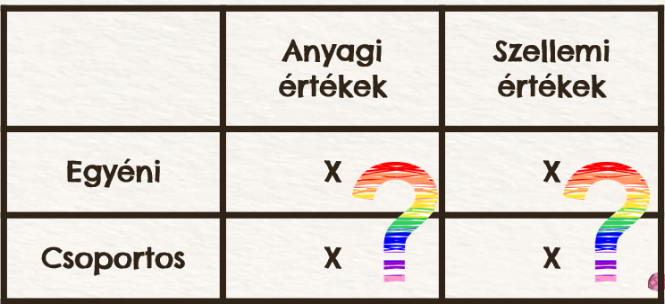 Anyagi
értékek
Szellemi
értékek
Egyéni X ? X ?
Csoportos X X